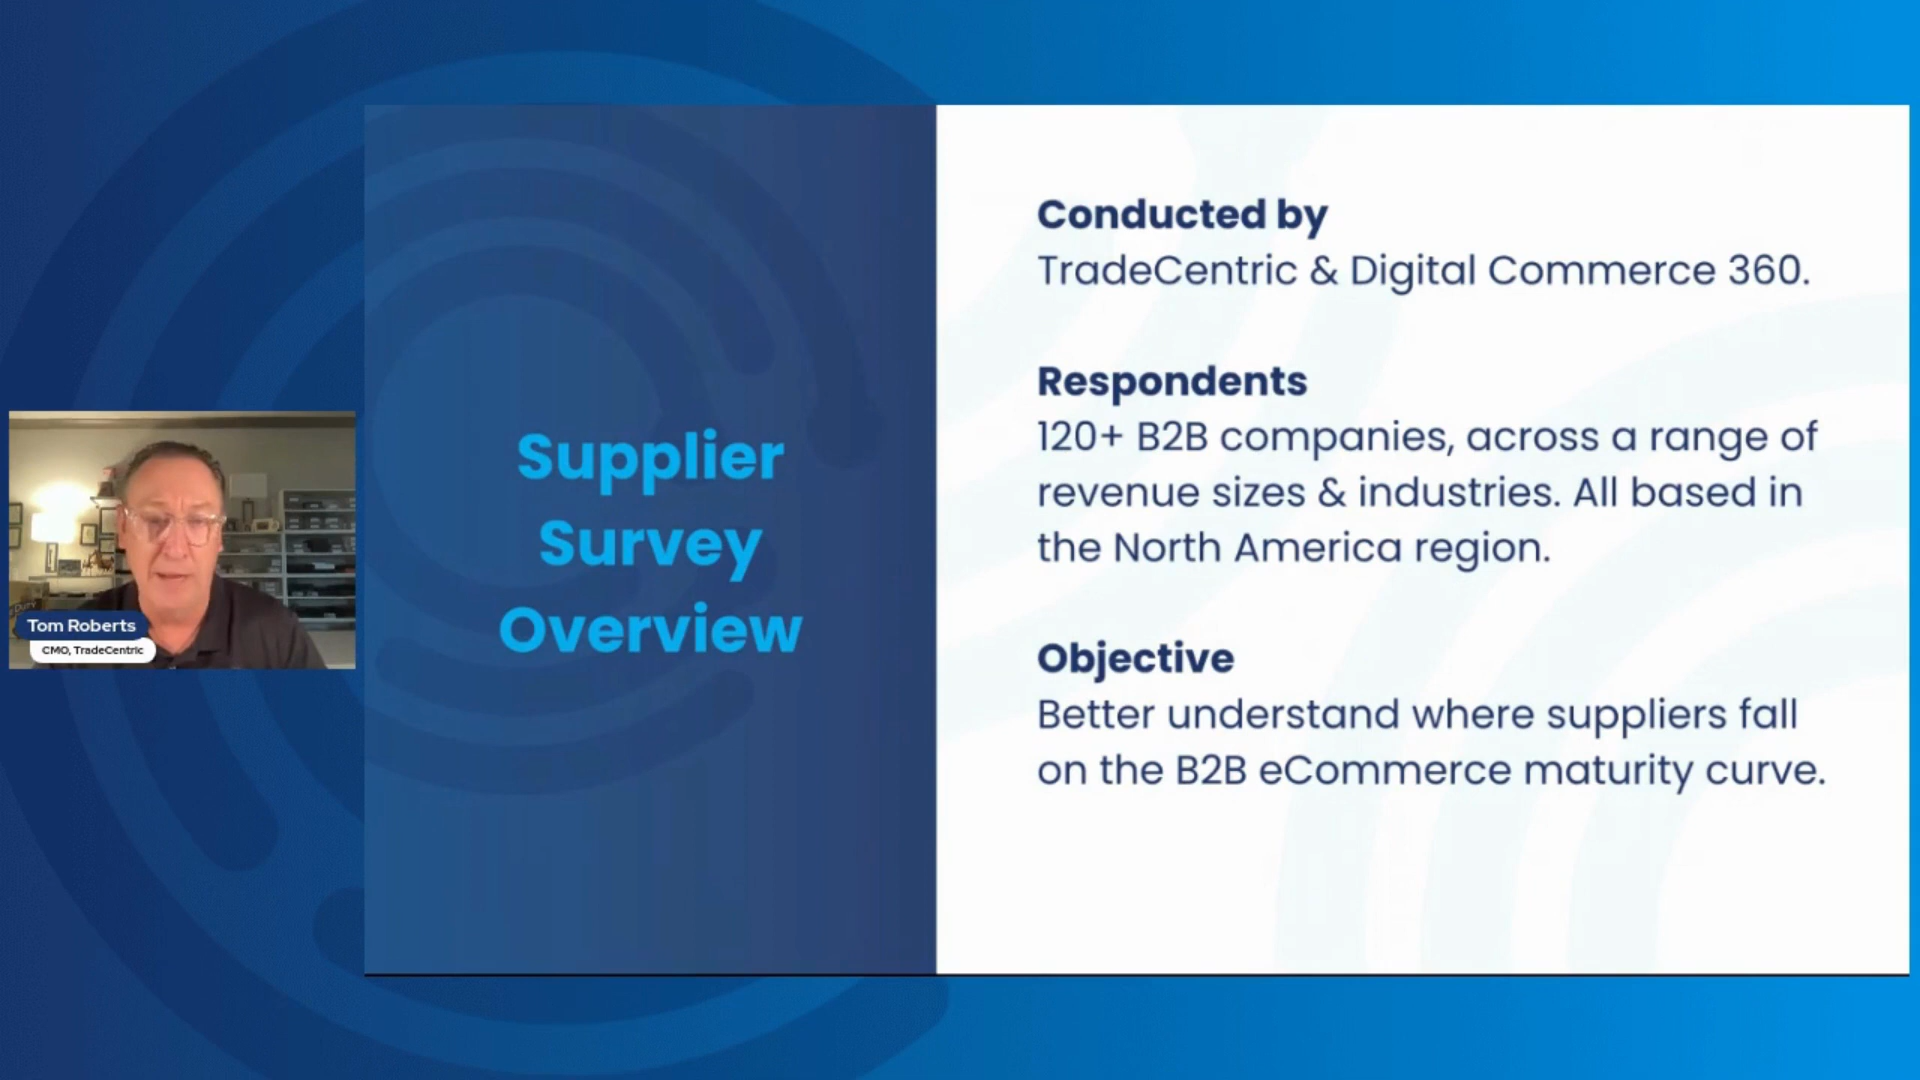 Supplier
Survey
Overview
Conducted by
TradeCentric & Digital Commerce 360.
Respondents
120+ B2B companies, across a range of
revenue sizes & industries. All based in
the North America region.
Objective
Better understand where suppliers fall
on the B2B eCommerce maturity curve.
Tom Roberts
CMO, TradeCentric